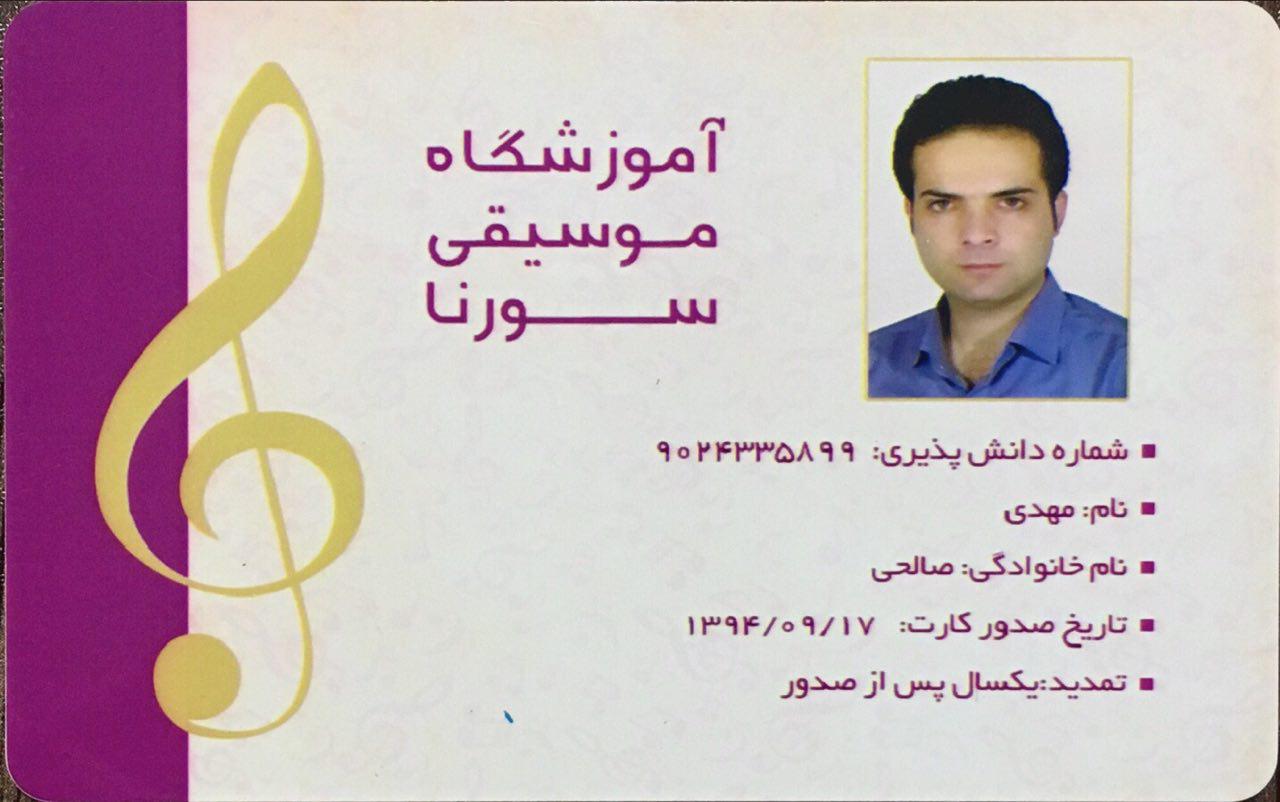 آموزشگاه
موسیقی
سورنا
شماره دانش پذیری: ۹۰۲۴۳۳۵۸۹۹
نام: مهدی
نام خانوادگی: صالحی
تاریخ صدور کارت: ۱۳۹۴/۰۹/۱۷
تمدید:یکسال پس از صدور